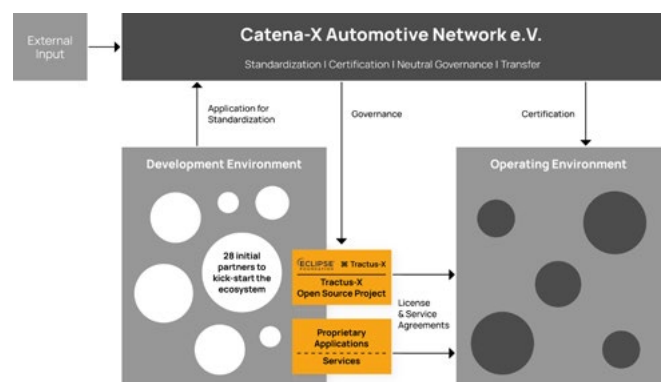 External
Input
Catena-X Automotive Network e.V.
Standardization | Certification | Neutral Governance | Transfer
Application for
Standardization
Governance
Certification
Development Environment
Operating Environment
28 initial
partners to
kick-start the
ecosystem
ECLIPSE FOUNDATION Tractus-X
Tractus-X
Open Source Project
License
& Service
Agreements
Proprietary
Applications
Services